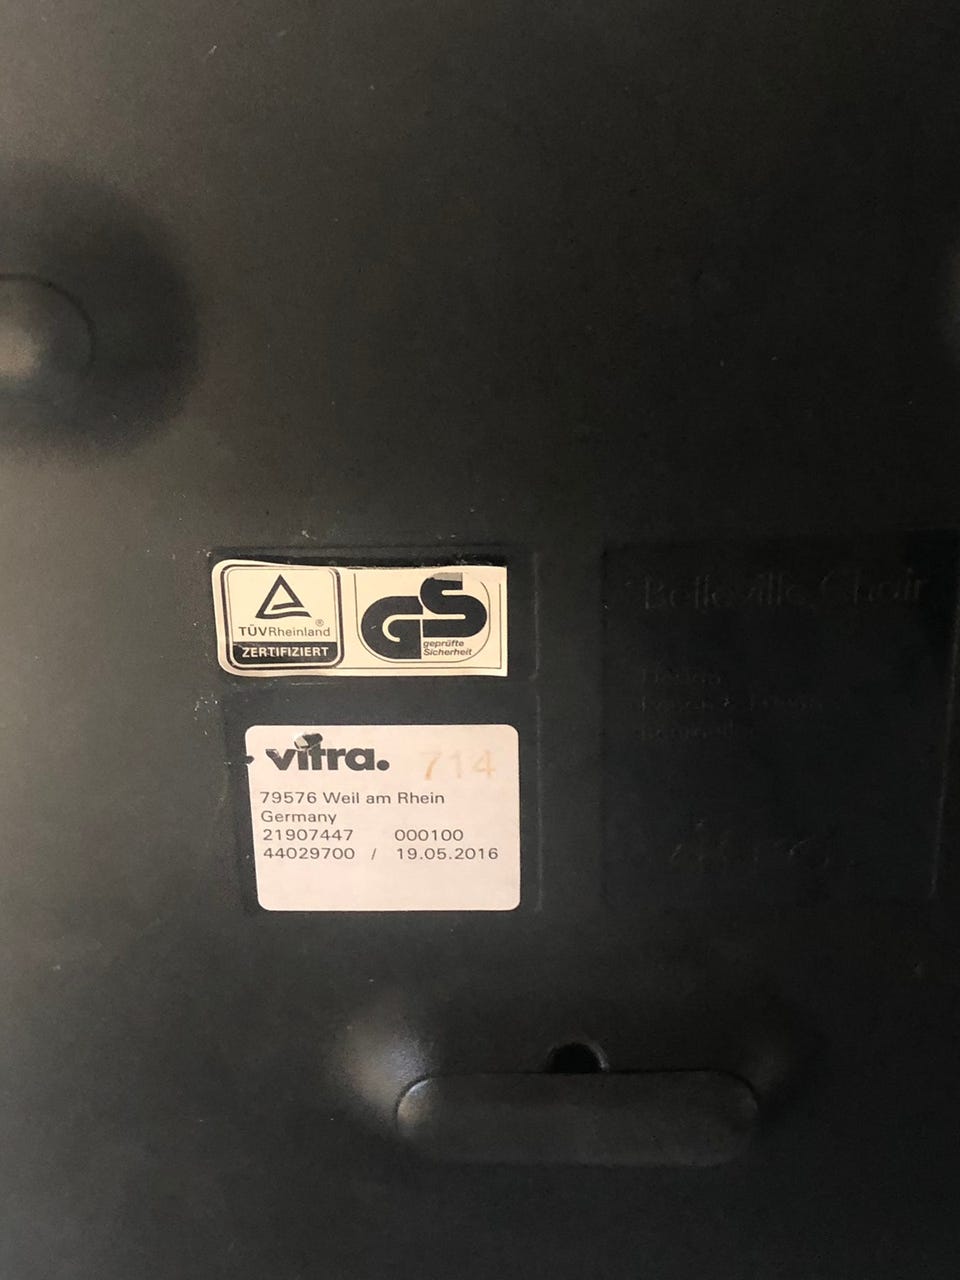 TÜVRheinland®
ZERTIFIZIERT
GS
geprüfte
Sicherheit
vitra. 714
79576 Weil am Rhein
Germany
21907447 000100
44029700 / 19.05.2016
Belleville Chair
Design